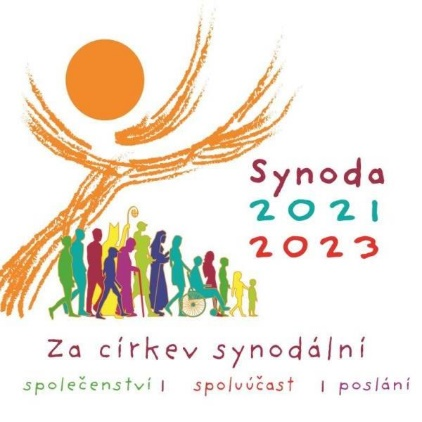 Synoda
2021
2023
Za církev synodální
společenství | spoluúčast | poslání